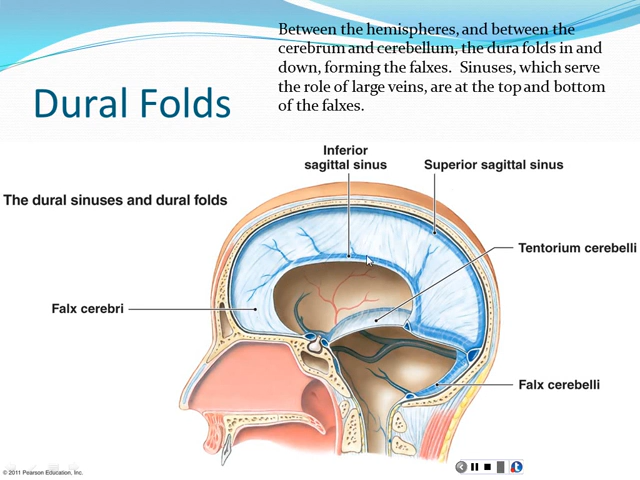 Between the hemispheres, and between the
cerebrum and cerebellum, the dura folds in and
down, forming the falxes.  Sinuses, which serve
the role of large veins, are at the top and bottom
of the falxes.
Dural Folds
Inferior
sagittal sinus
Superior sagittal sinus
The dural sinuses and dural folds
Tentorium cerebelli
Falx cerebri
Falx cerebelli
© 2011 Pearson Education, Inc.